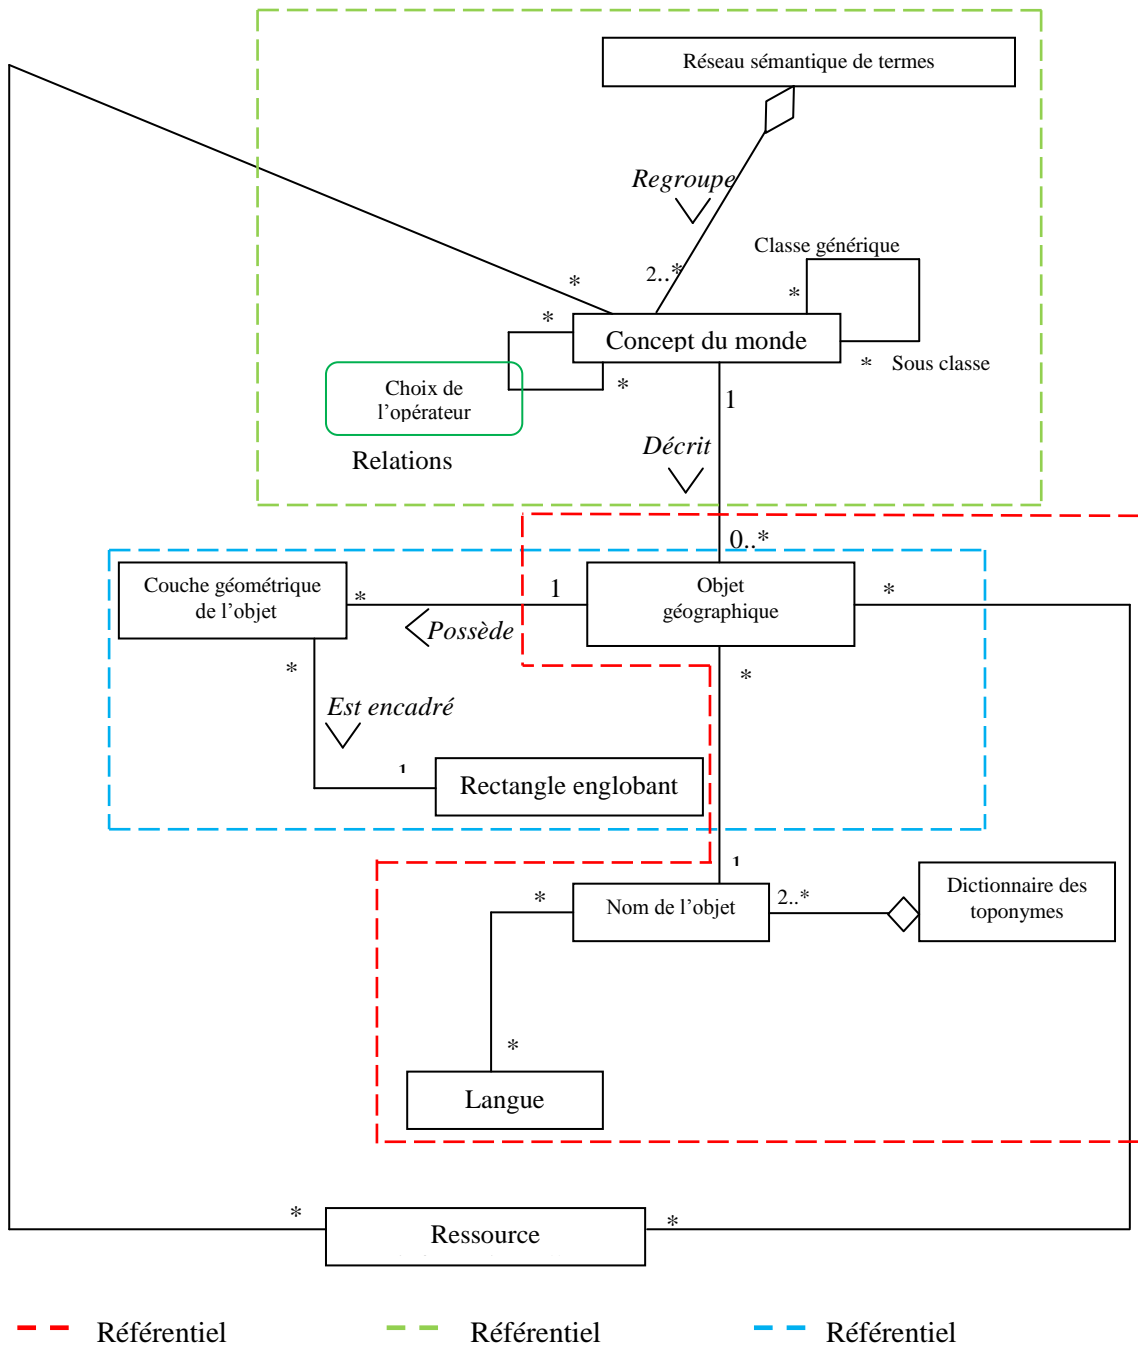 Réseau sémantique de termes
Regroupe
Classe générique
2..*
*
*
*
Concept du monde
* Sous classe
*
Choix de
l'opérateur
1
Relations
Décrit
0..*
Couche géométrique
de l'objet
*
1
Objet
géographique
*
Possède
*
*
Est encadré
1
Rectangle englobant
1
Dictionnaire des
toponymes
*
Nom de l'objet
2..*
*
Langue
*
Ressource
*
Référentiel
Référentiel
Référentiel